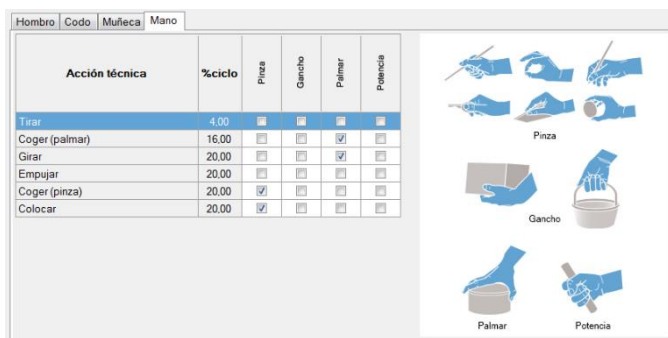 Hombro Codo Muñeca Mano
Acción técnica %ciclo Pinza Gancho Palmar Potencia
Tirar 4,00
Coger (palmar) 16,00
Girar 20,00
Empujar 20,00
Coger (pinza) 20,00
Colocar 20,00
Pinza
Gancho
Palmar Potencia